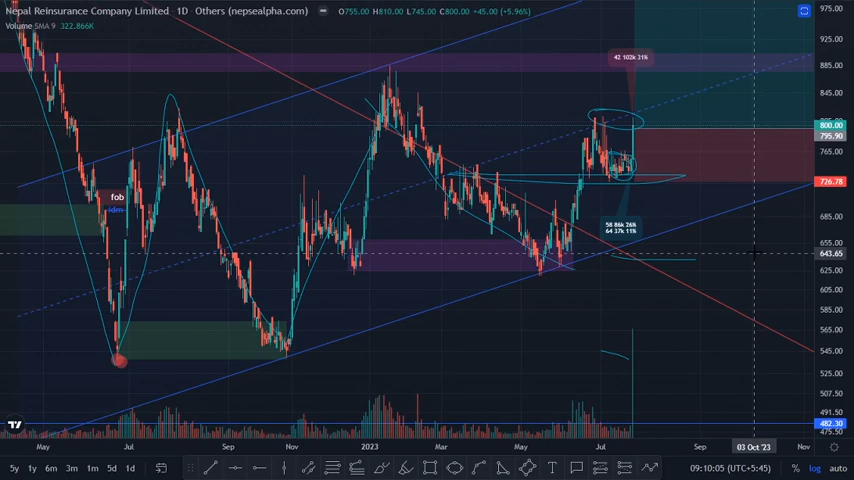 Nepal Reinsurance Company Limited · 1D · Others (nepsealpha.com) O755.00 H810.00 L745.00 C800.00 +45.00 (+5.96%)
Volume SMA 9 322.866K
975.00
925.00
42 102k 31%
885.00
845.00
800.00
795.90
765.00
fob
idm
726.78
58 86k 26%
64 37k 11%
685.00
655.00
643.65
625.00
605.00
585.00
565.00
545.00
525.00
507.50
491.50
482.30
475.50
May Jul Sep Nov 2023 Mar May Jul Sep 03 Oct '23 Nov
5y 1y 6m 3m 1m 5d 1d 09:10:05 (UTC+5:45) % log auto